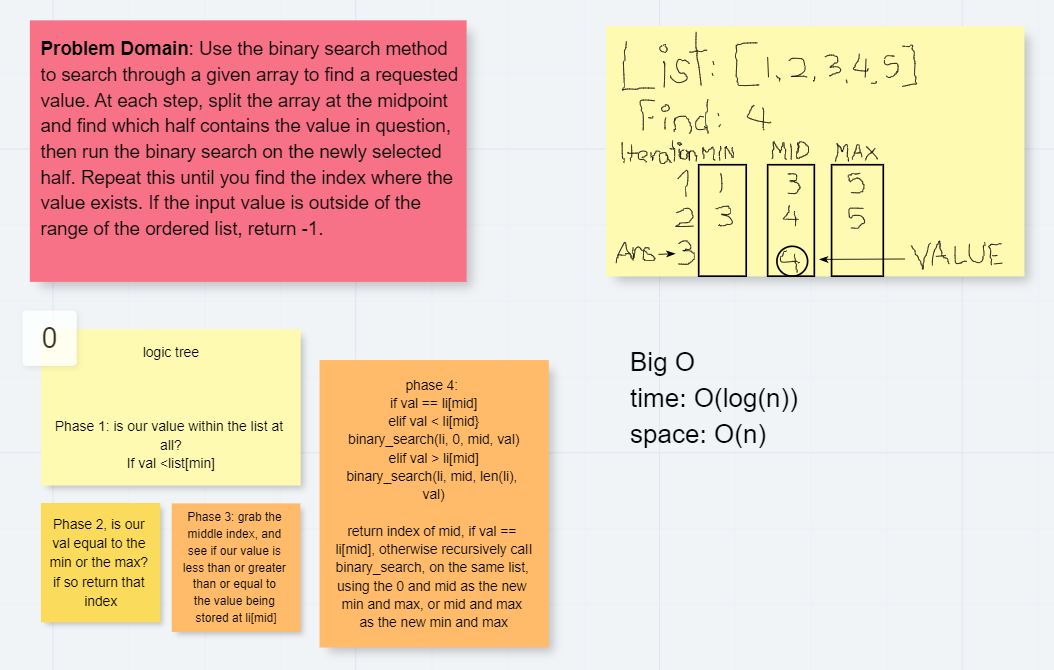 Problem Domain: Use the binary search method
to search through a given array to find a requested
value. At each step, split the array at the midpoint
and find which half contains the value in question,
then run the binary search on the newly selected
half. Repeat this until you find the index where the
value exists. If the input value is outside of the
range of the ordered list, return -1.
List: [1,2,3,4,5]
Find: 4
Iteration MIN MID MAX
1 1 3 5
2 3 4 5
Ans→3 4 VALUE
0
logic tree
Phase 1: is our value within the list at
all?
If val <list[min]
Phase 2, is our
val equal to the
min or the max?
if so return that
index
Phase 3: grab the
middle index, and
see if our value is
less than or greater
than or equal to
the value being
stored at li[mid]
phase 4:
if val == li[mid]
elif val < li[mid}
binary_search(li, 0, mid, val)
elif val > li[mid]
binary_search(li, mid, len(li),
val)
return index of mid, if val ==
li[mid], otherwise recursively call
binary_search, on the same list,
using the 0 and mid as the new
min and max, or mid and max
as the new min and max
Big O
time: O(log(n))
space: O(n)